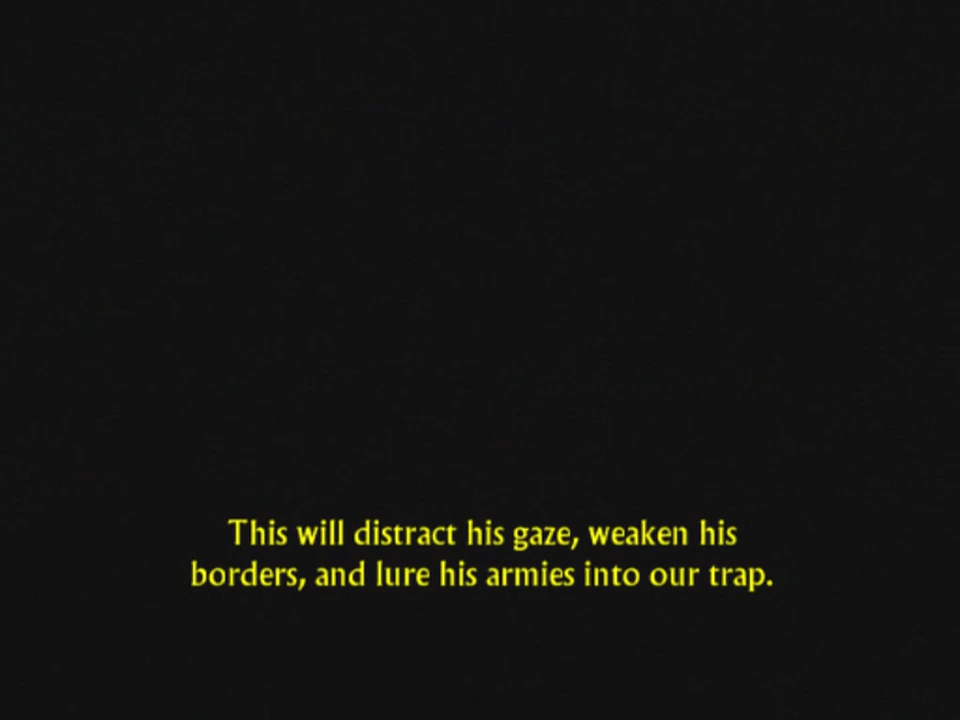 This will distract his gaze, weaken his
borders, and lure his armies into our trap.